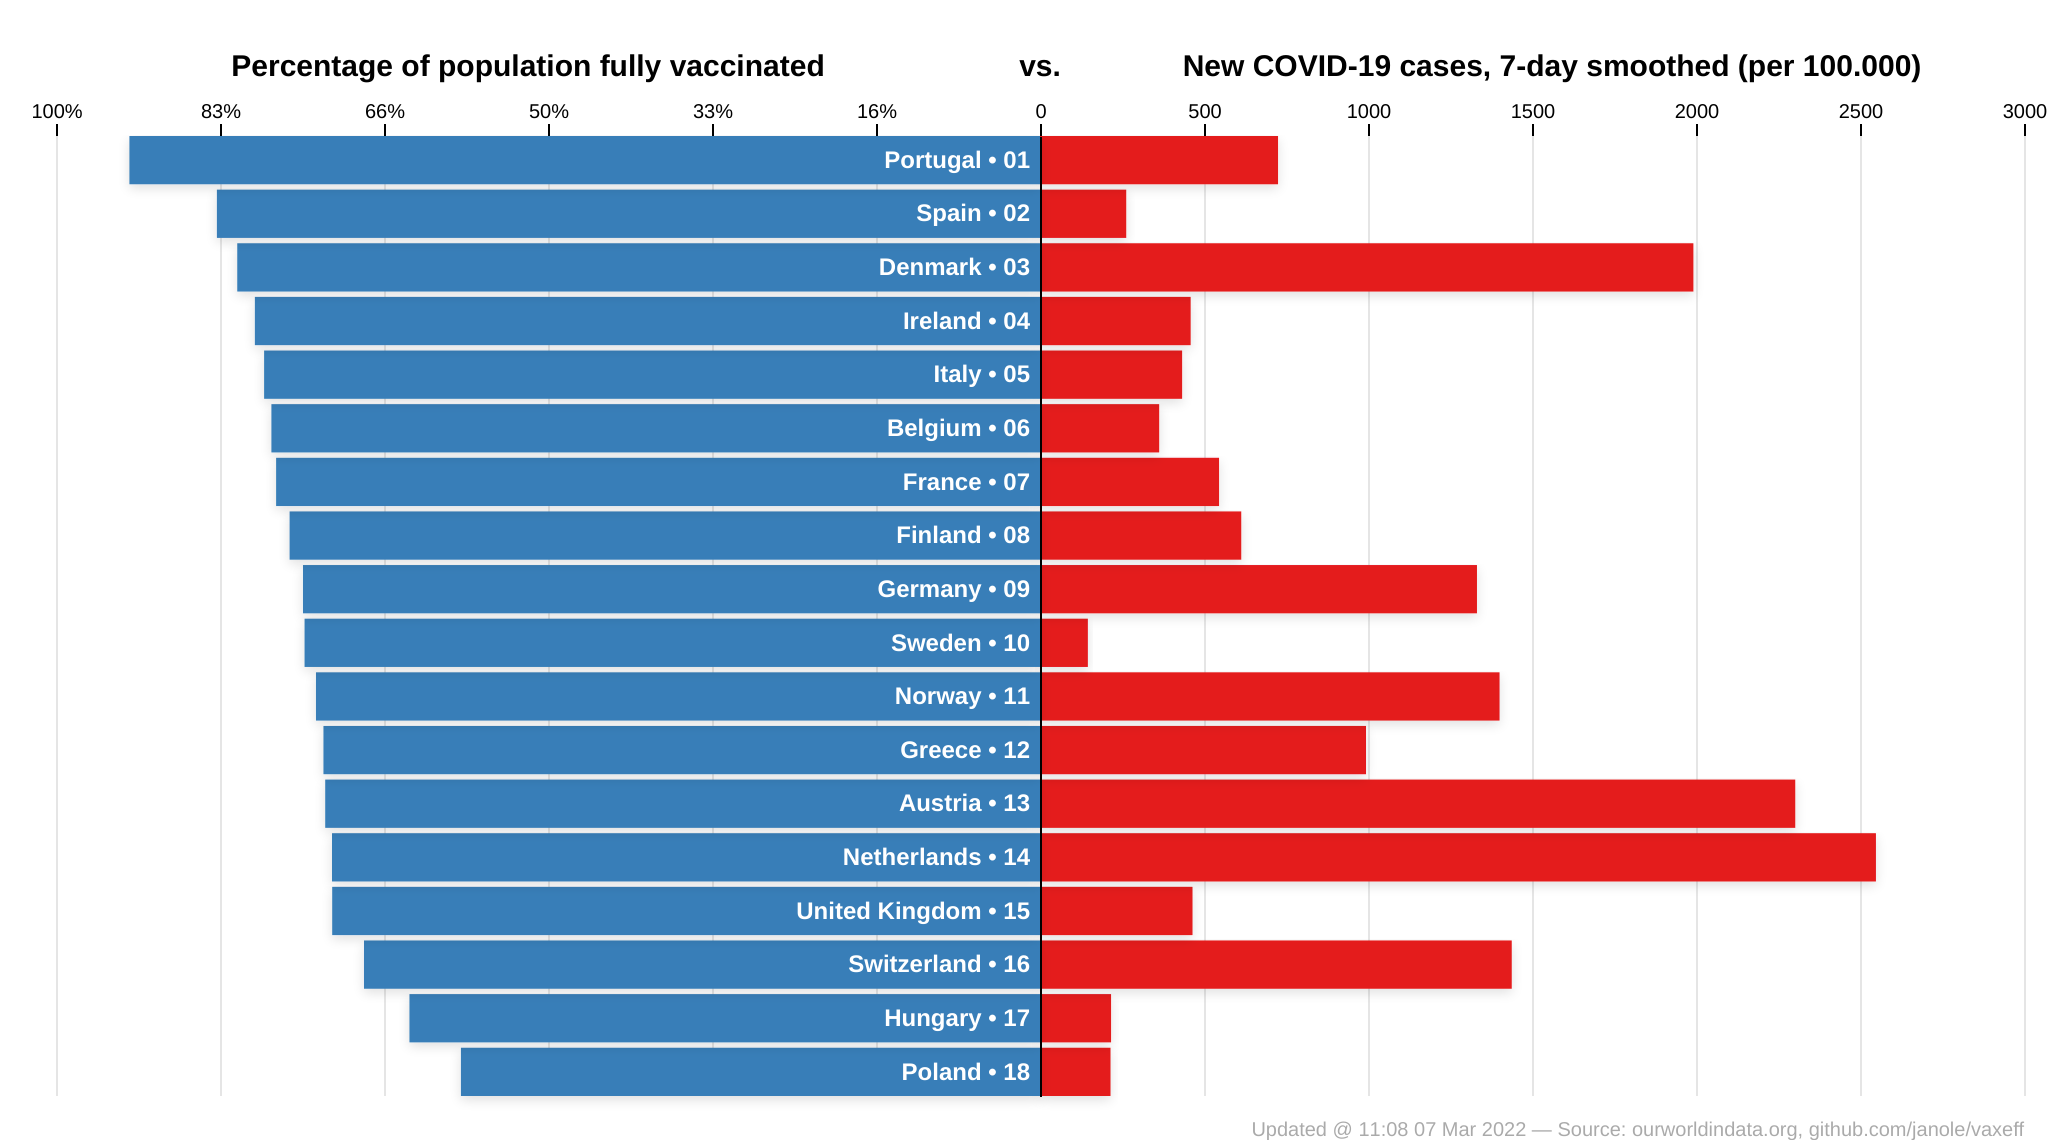 Percentage of population fully vaccinated vs. New COVID-19 cases, 7-day smoothed (per 100.000)
100% 83% 66% 50% 33% 16% 0 500 1000 1500 2000 2500 3000
Portugal • 01
Spain • 02
Denmark • 03
Ireland • 04
Italy • 05
Belgium • 06
France • 07
Finland • 08
Germany • 09
Sweden • 10
Norway • 11
Greece • 12
Austria • 13
Netherlands • 14
United Kingdom • 15
Switzerland • 16
Hungary • 17
Poland • 18
Updated @ 11:08 07 Mar 2022 — Source: ourworldindata.org, github.com/janole/vaxeff